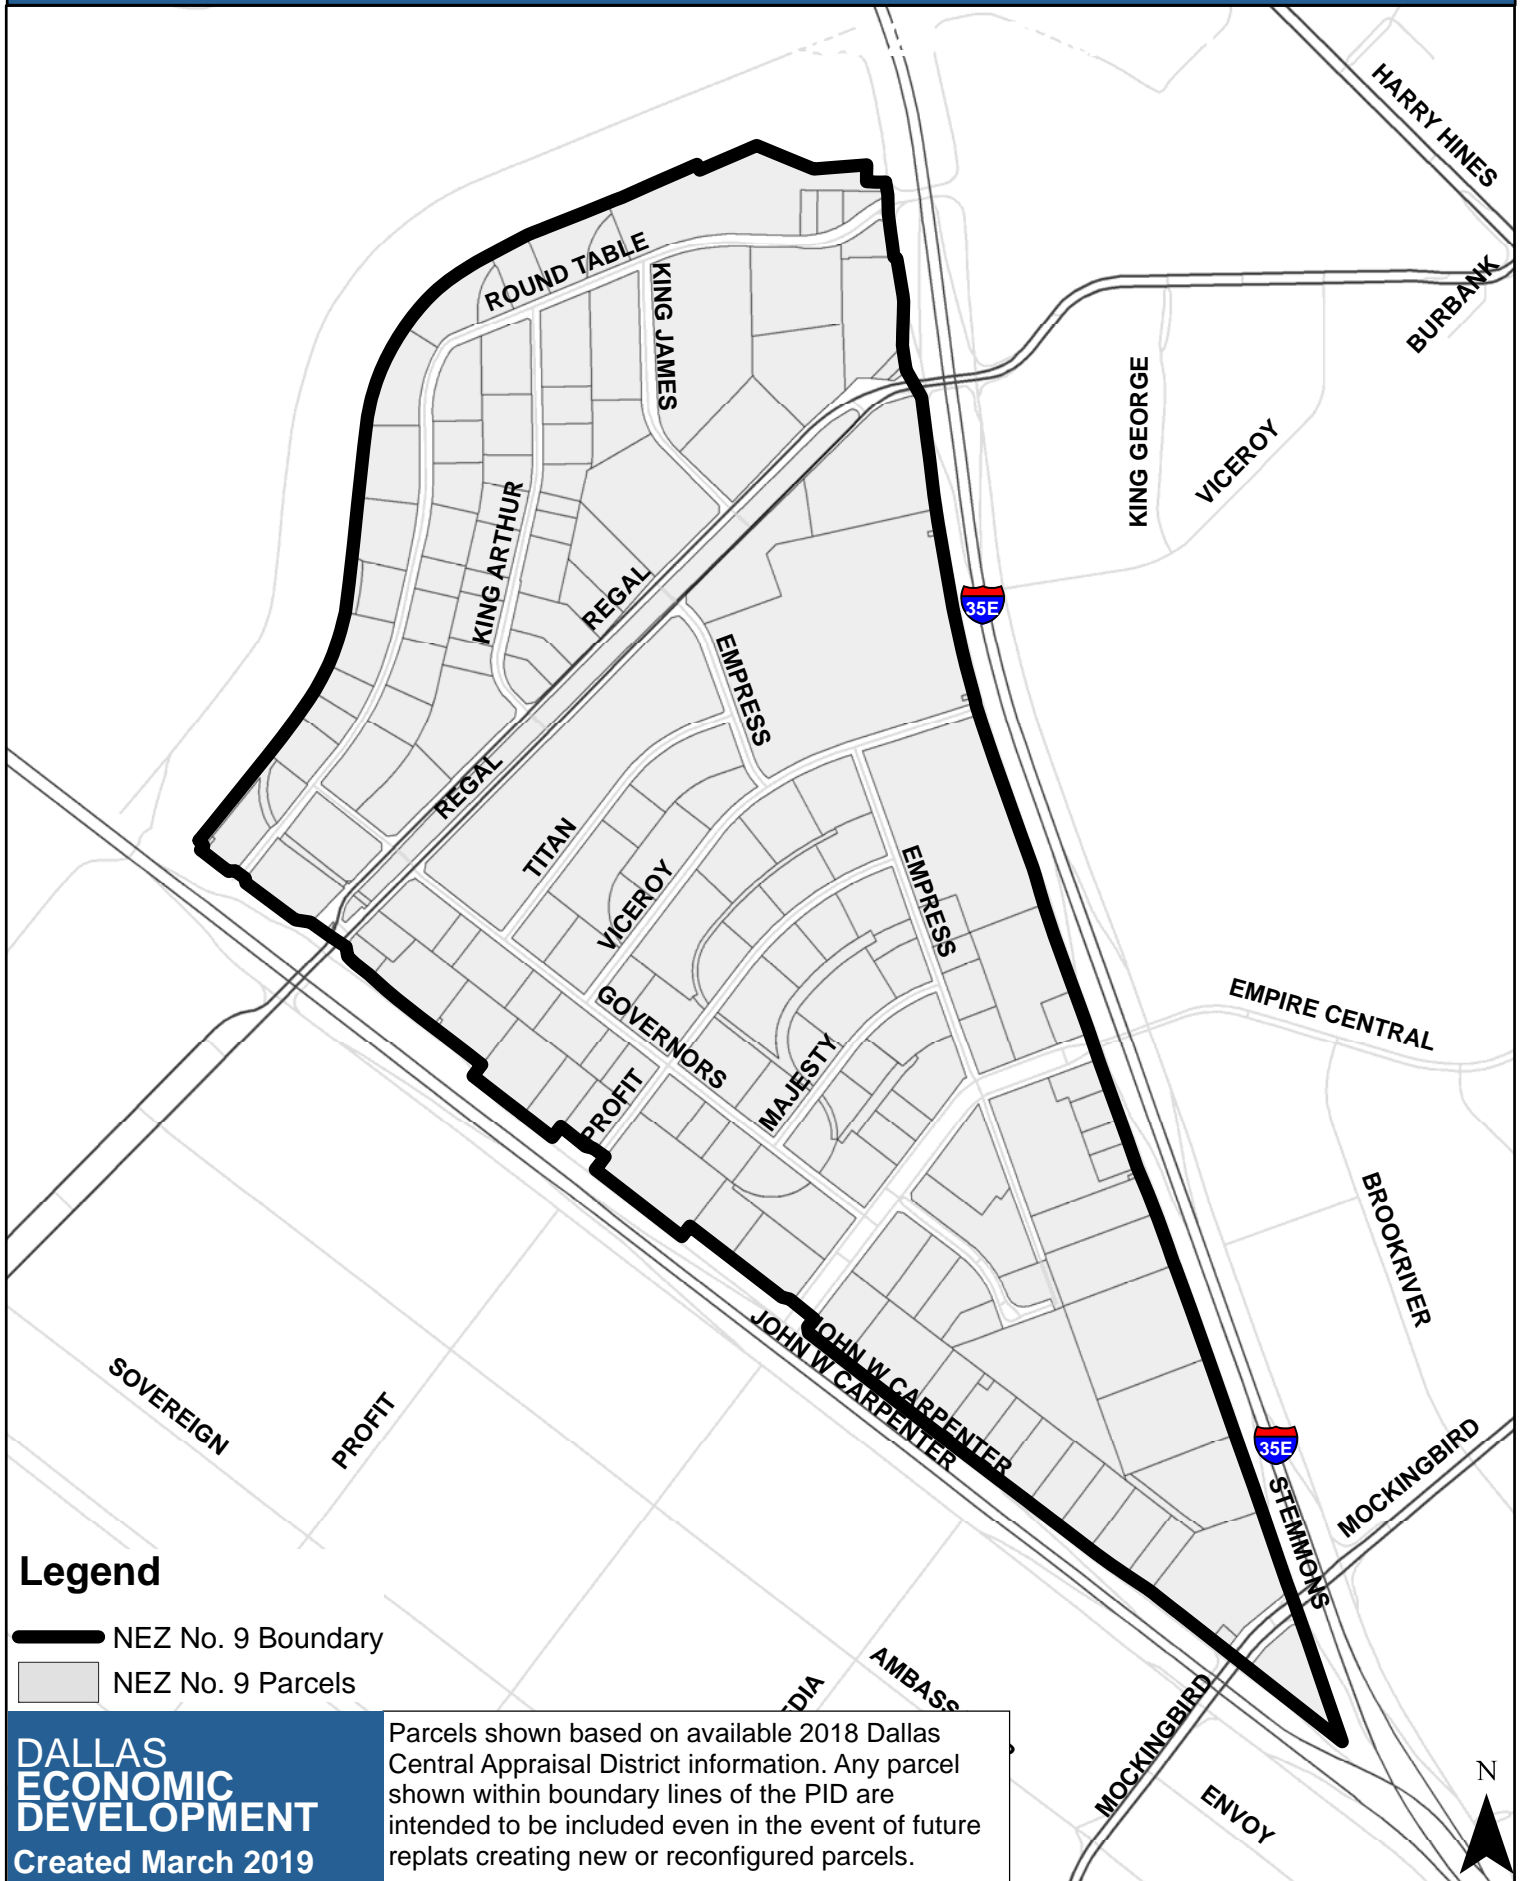 HARRY HINES
BURBANK
ROUND TABLE
KING JAMES
KING GEORGE
VICEROY
KING ARTHUR
REGAL
35E
EMPRESS
REGAL
TITAN
VICEROY
EMPRESS
GOVERNORS
EMPIRE CENTRAL
MAJESTY
PROFIT
BROOKRIVER
JOHN W CARPENTER
JOHN W CARPENTER
SOVEREIGN
PROFIT
35E
MOCKINGBIRD
STEMMONS
AMBASS
EDIA
MOCKINGBIRD
ENVOY
Legend
NEZ No. 9 Boundary
NEZ No. 9 Parcels
DALLAS
ECONOMIC
DEVELOPMENT
Created March 2019
Parcels shown based on available 2018 Dallas
Central Appraisal District information. Any parcel
shown within boundary lines of the PID are
intended to be included even in the event of future
replats creating new or reconfigured parcels.
N